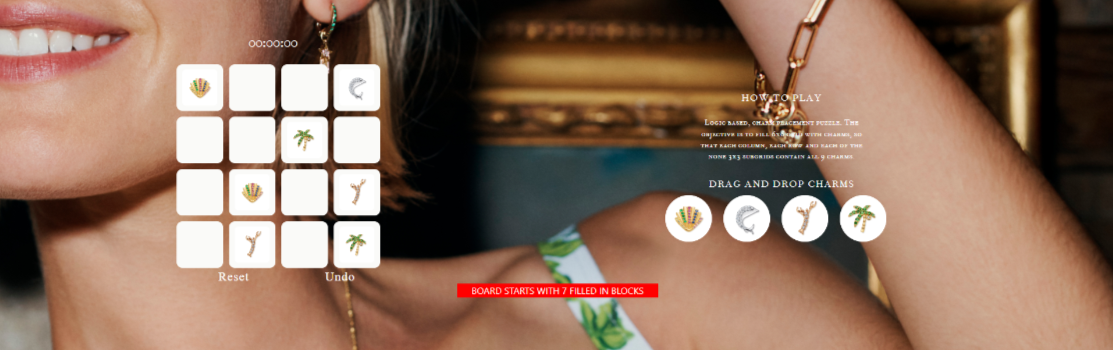 00:00:00
HOW TO PLAY
LOGIC BASED, CHARM PLACEMENT PUZZLE. THE
OBJECTIVE IS TO FILL WITH CHARMS, SO
THAT EACH COLUMN, EACH ROW AND EACH OF THE
NONE 3X3 SUBGRIDS CONTAIN ALL 9 CHARMS
DRAG AND DROP CHARMS
Reset
Undo
BOARD STARTS WITH 7 FILLED IN BLOCKS